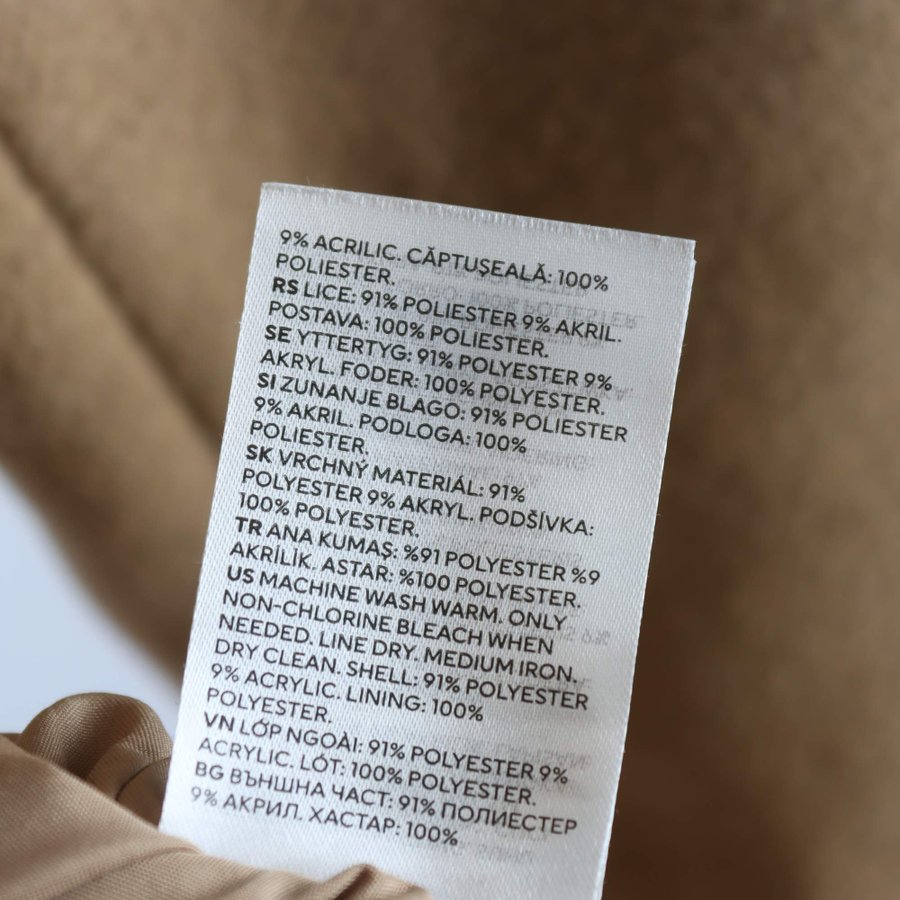 9% ACRILIC. CĂPTUȘEALĂ: 100%
POLIESTER.
RS LICE: 91% POLIESTER 9% AKRIL.
POSTAVA: 100% POLIESTER.
SE YTTERTYG: 91% POLYESTER 9%
AKRYL. FODER: 100% POLYESTER.
SI ZUNANJE BLAGO: 91% POLIESTER
9% AKRIL. PODLOGA: 100%
POLIESTER.
SK VRCHNÝ MATERIÁL: 91%
POLYESTER 9% AKRYL. PODŠÍVKA:
100% POLYESTER.
TR ANA KUMAŞ: %91 POLYESTER %9
AKRİLİK. ASTAR: %100 POLYESTER.
US MACHINE WASH WARM. ONLY
NON-CHLORINE BLEACH WHEN
NEEDED. LINE DRY. MEDIUM IRON.
DRY CLEAN. SHELL: 91% POLYESTER
9% ACRYLIC. LINING: 100%
POLYESTER.
VN LỚP NGOÀI: 91% POLYESTER 9%
ACRYLIC. LÓT: 100% POLYESTER.
BG ВЪНШНА ЧАСТ: 91% ПОЛИЕСТЕР
9% АКРИЛ. ХАСТАР: 100%